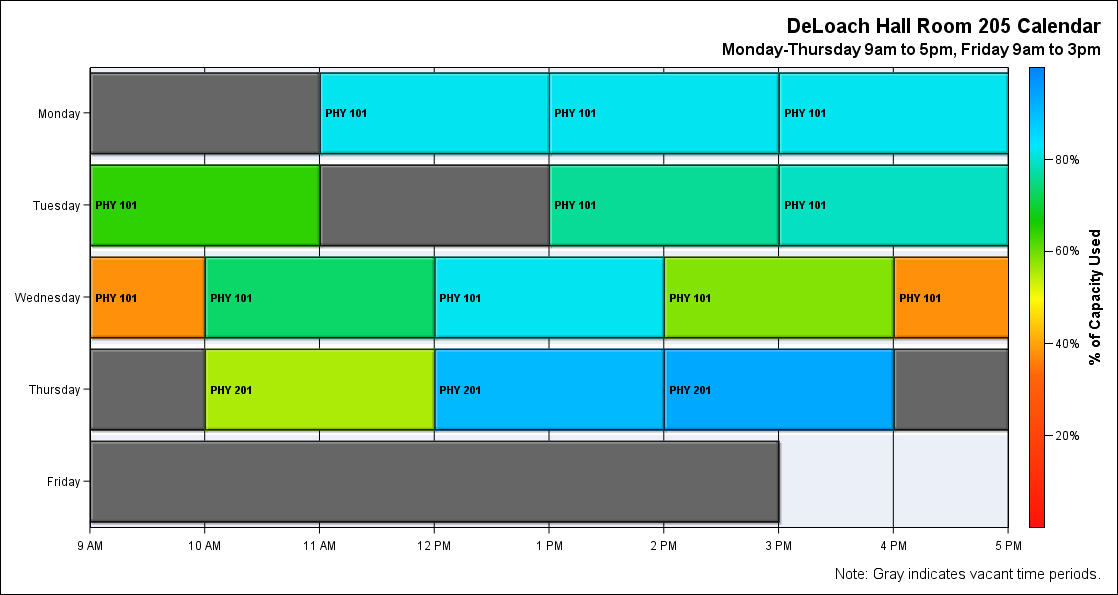 DeLoach Hall Room 205 Calendar
Monday-Thursday 9am to 5pm, Friday 9am to 3pm
Monday
PHY 101
PHY 101
PHY 101
Tuesday
PHY 101
PHY 101
PHY 101
Wednesday
PHY 101
PHY 101
PHY 101
PHY 101
PHY 101
Thursday
PHY 201
PHY 201
PHY 201
Friday
9 AM
10 AM
11 AM
12 PM
1 PM
2 PM
3 PM
4 PM
5 PM
80%
60%
40%
20%
% of Capacity Used
Note: Gray indicates vacant time periods.